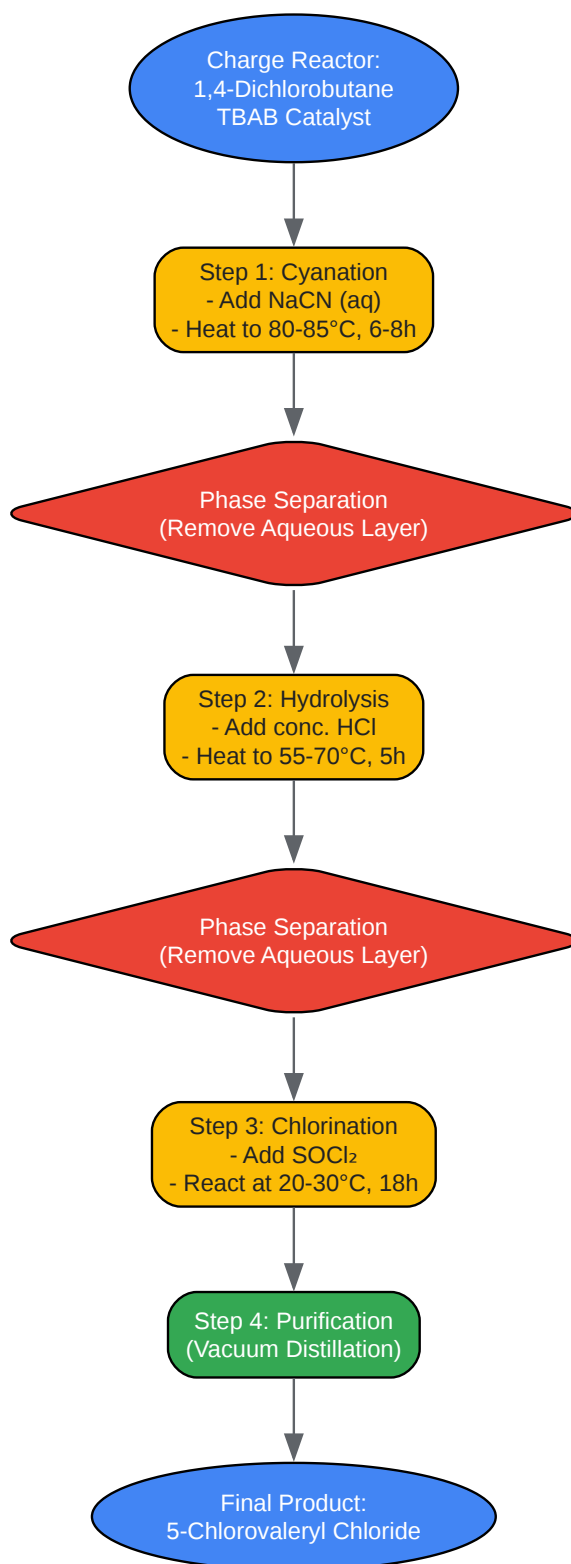 Charge Reactor:
1,4-Dichlorobutane
TBAB Catalyst
Step 1: Cyanation
- Add NaCN (aq)
- Heat to 80-85°C, 6-8h
Phase Separation
(Remove Aqueous Layer)
Step 2: Hydrolysis
- Add conc. HCl
- Heat to 55-70°C, 5h
Phase Separation
(Remove Aqueous Layer)
Step 3: Chlorination
- Add SOCl₂
- React at 20-30°C, 18h
Step 4: Purification
(Vacuum Distillation)
Final Product:
5-Chlorovaleryl Chloride